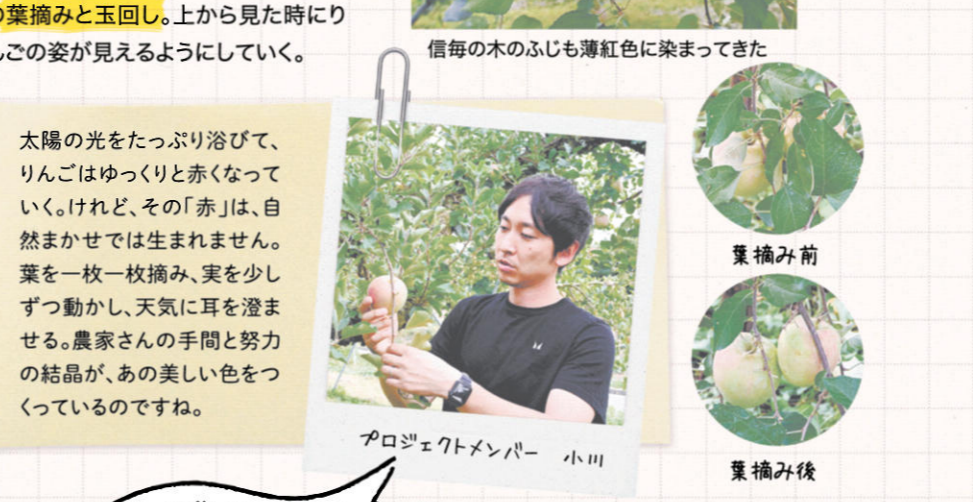 の葉摘みと玉回し。上から見た時にり
んごの姿が見えるようにしていく。
信毎の木のふじも薄紅色に染まってきた
太陽の光をたっぷり浴びて、
りんごはゆっくりと赤くなって
いく。けれど、その「赤」は、自
然まかせでは生まれません。
葉を一枚一枚摘み、実を少し
ずつ動かし、天気に耳を澄ま
せる。農家さんの手間と努力
の結晶が、あの美しい色をつ
くっているのですね。
プロジェクトメンバー 小川
葉摘み前
葉摘み後